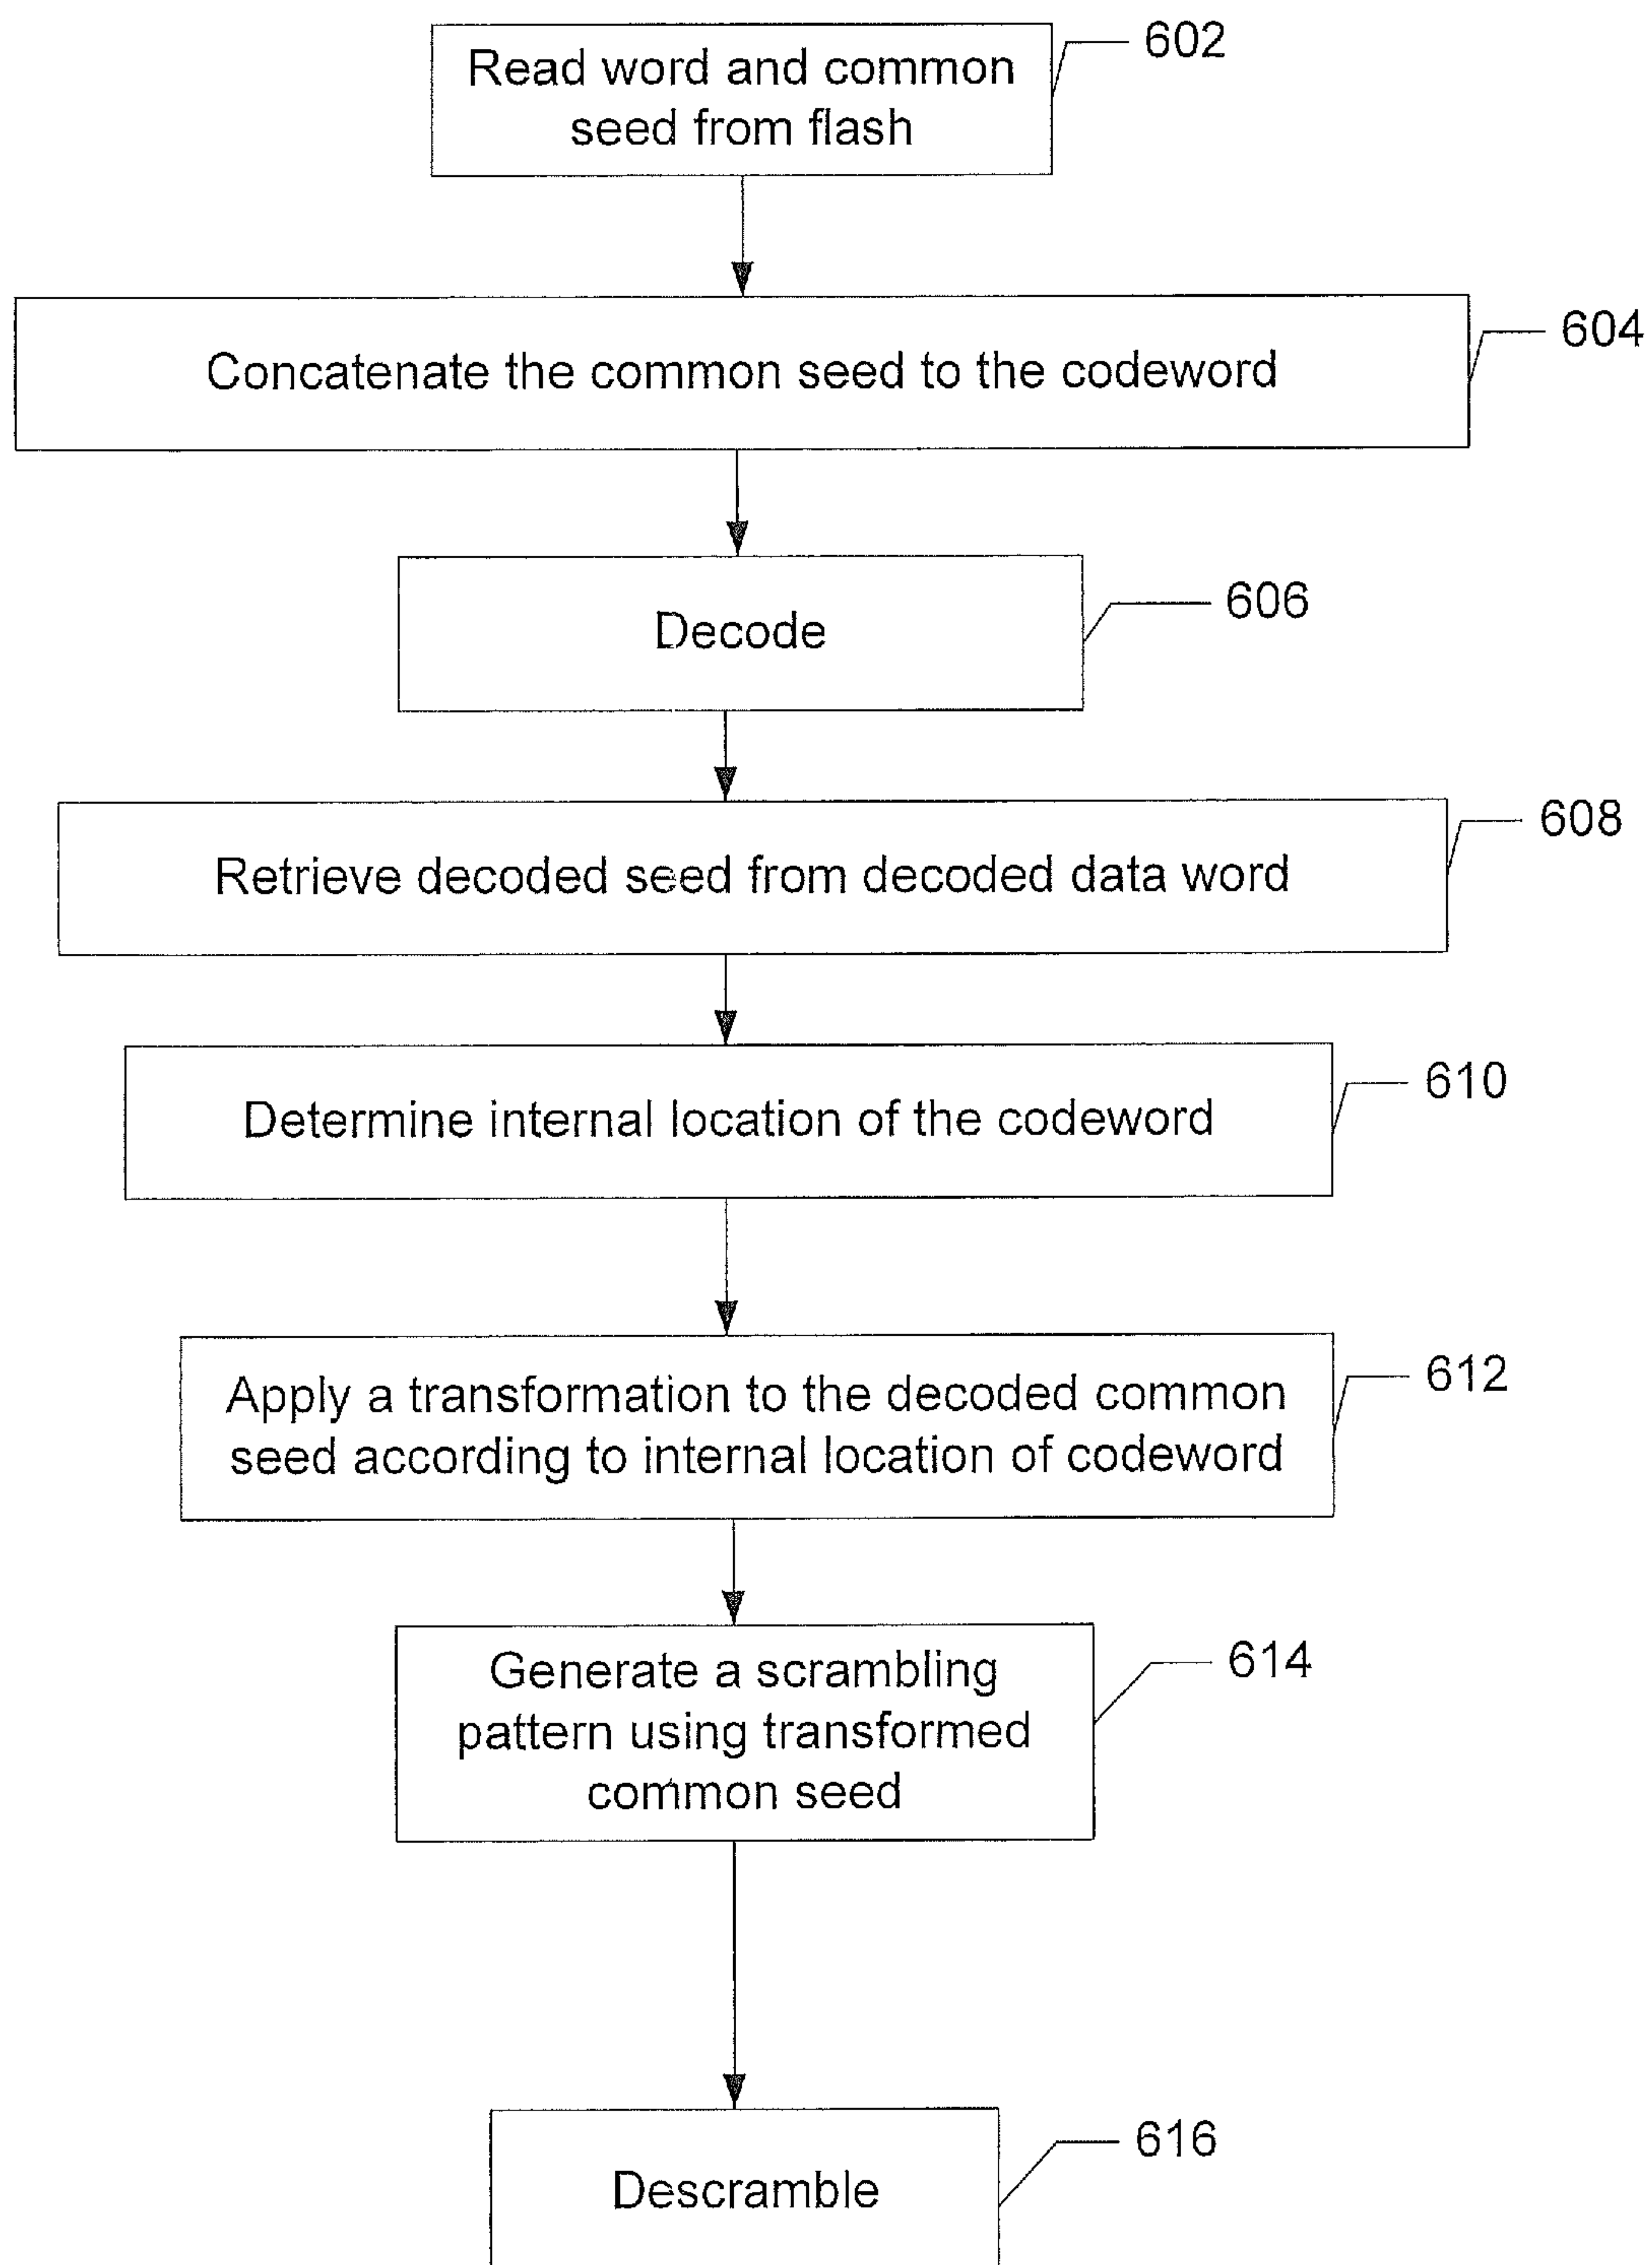 602
Read word and common
seed from flash
604
Concatenate the common seed to the codeword
606
Decode
608
Retrieve decoded seed from decoded data word
610
Determine internal location of the codeword
612
Apply a transformation to the decoded common
seed according to internal location of codeword
614
Generate a scrambling
pattern using transformed
common seed
616
Descramble